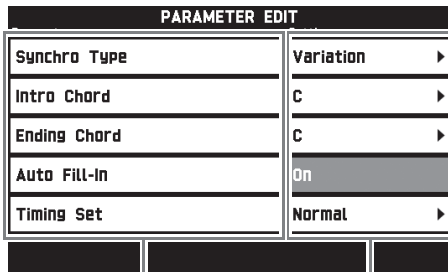 PARAMETER EDIT
Synchro Type Variation
Intro Chord C
Ending Chord C
Auto Fill-In On
Timing Set Normal